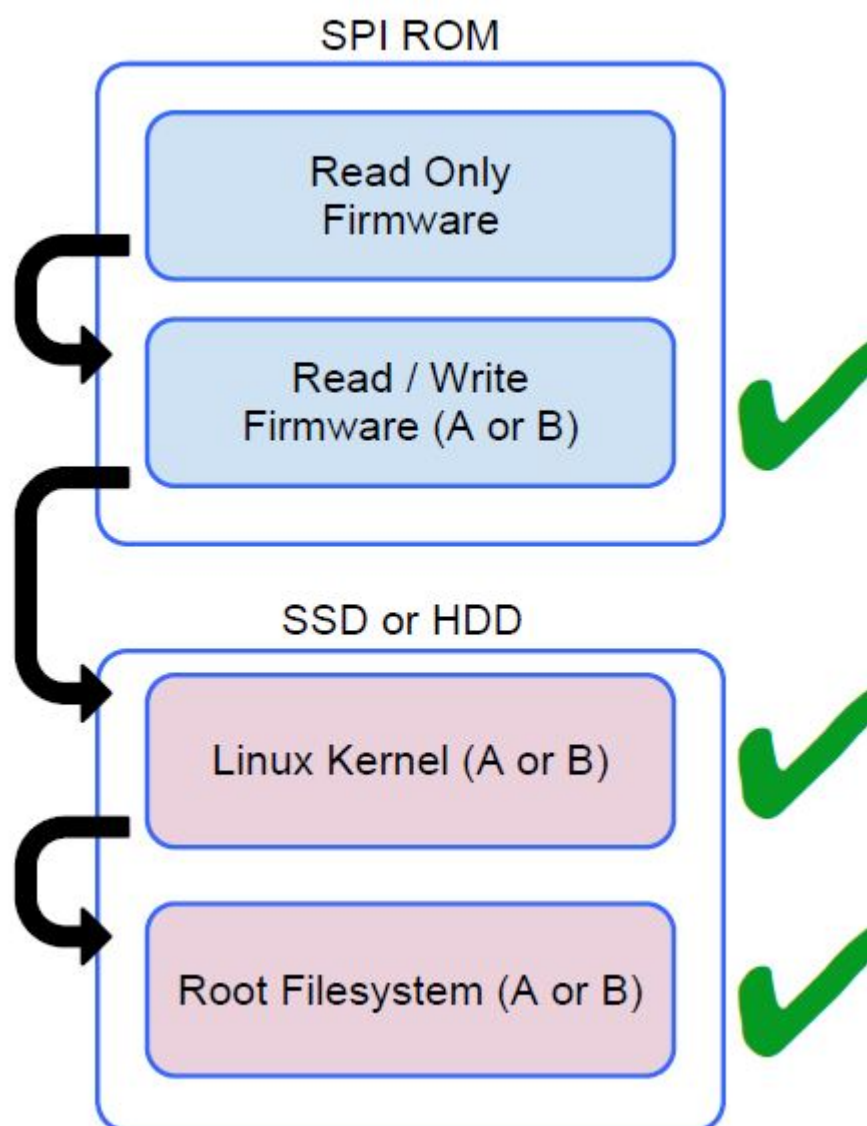 SPI ROM
Read Only
Firmware
Read / Write
Firmware (A or B)
SSD or HDD
Linux Kernel (A or B)
Root Filesystem (A or B)